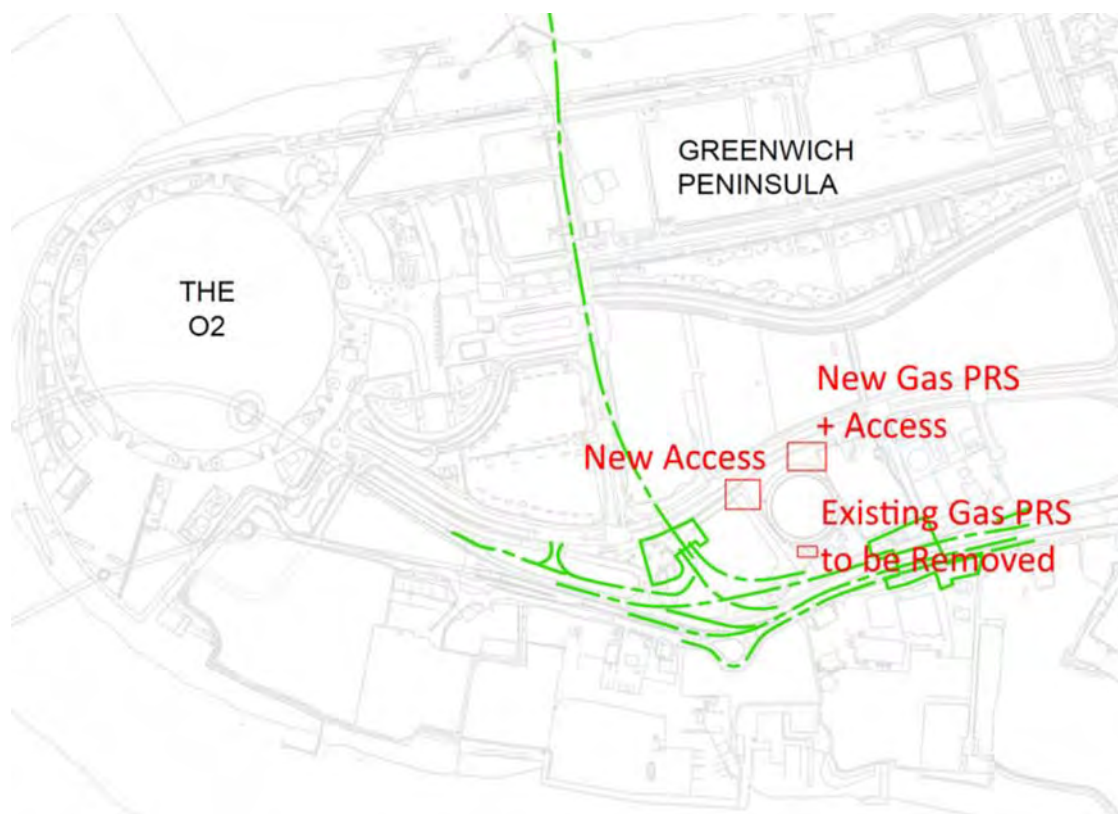 GREENWICH
PENINSULA
THE
O2
New Gas PRS
+ Access
New Access
Existing Gas PRS
to be Removed